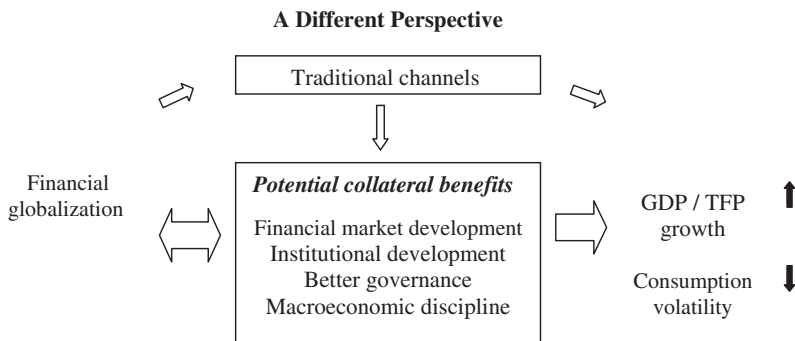 A Different Perspective
Traditional channels
Financial
globalization
Potential collateral benefits
Financial market development
Institutional development
Better governance
Macroeconomic discipline
GDP / TFP
growth
Consumption
volatility